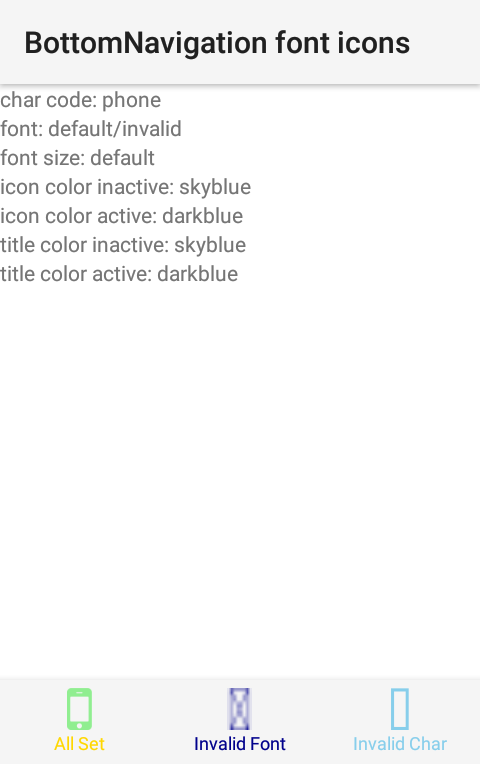 BottomNavigation font icons
char code: phone
font: default/invalid
font size: default
icon color inactive: skyblue
icon color active: darkblue
title color inactive: skyblue
title color active: darkblue
All Set
Invalid Font
Invalid Char